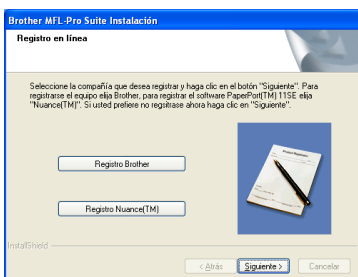 Brother MFL-Pro Suite Instalación
Registro en línea
Seleccione la compañía que desea registrar y haga clic en el botón "Siguiente". Para
registrarse el equipo elija Brother, para registrar el software PaperPort(TM) 11SE elija
"Nuance(TM)". Si usted prefiere no regsitrase ahora haga clic en "Siguiente".
Registro Brother
Registro Nuance(TM)
InstallShield
< Atrás
Siguiente >
Cancelar